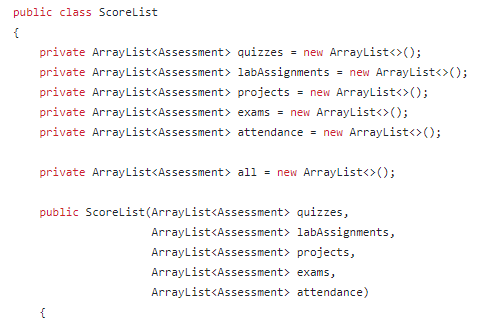 public class ScoreList
{
    private ArrayList<Assessment> quizzes = new ArrayList<>();
    private ArrayList<Assessment> labAssignments = new ArrayList<>();
    private ArrayList<Assessment> projects = new ArrayList<>();
    private ArrayList<Assessment> exams = new ArrayList<>();
    private ArrayList<Assessment> attendance = new ArrayList<>();

    private ArrayList<Assessment> all = new ArrayList<>();

    public ScoreList(ArrayList<Assessment> quizzes,
                     ArrayList<Assessment> labAssignments,
                     ArrayList<Assessment> projects,
                     ArrayList<Assessment> exams,
                     ArrayList<Assessment> attendance)
    {